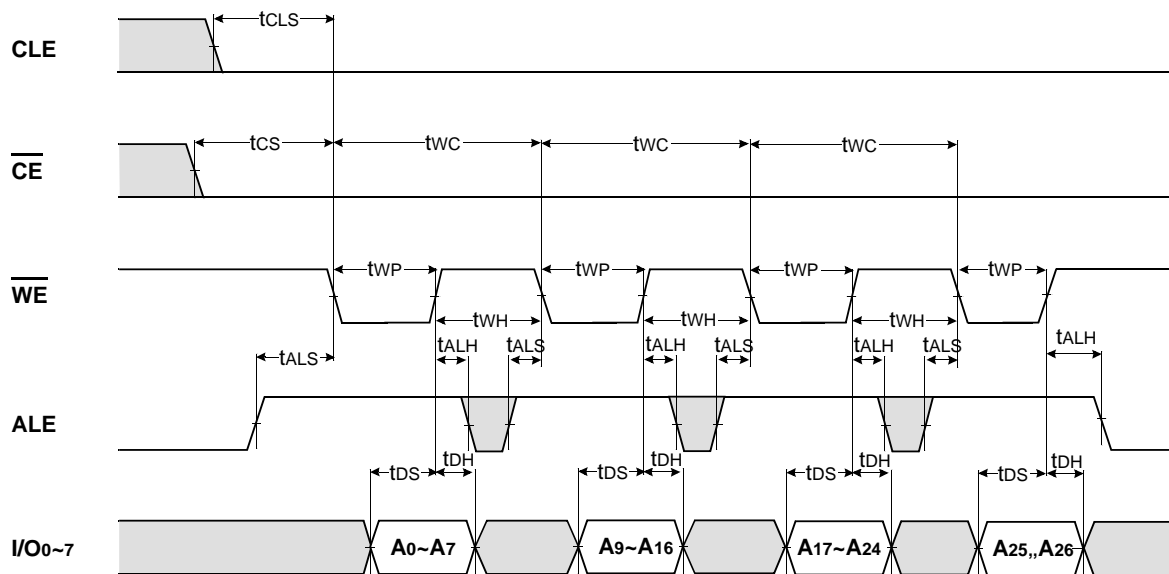 CLE
tCLS
CE
tCS
tWC
tWC
tWC
WE
tWP
tWP
tWP
tWP
tWH
tWH
tWH
tALH
tALS
tALH
tALS
tALH
tALS
tALH
tALS
ALE
tDS
tDH
tDS
tDH
tDS
tDH
tDS
tDH
I/O0~7
A0~A7
A9~A16
A17~A24
A25,,A26